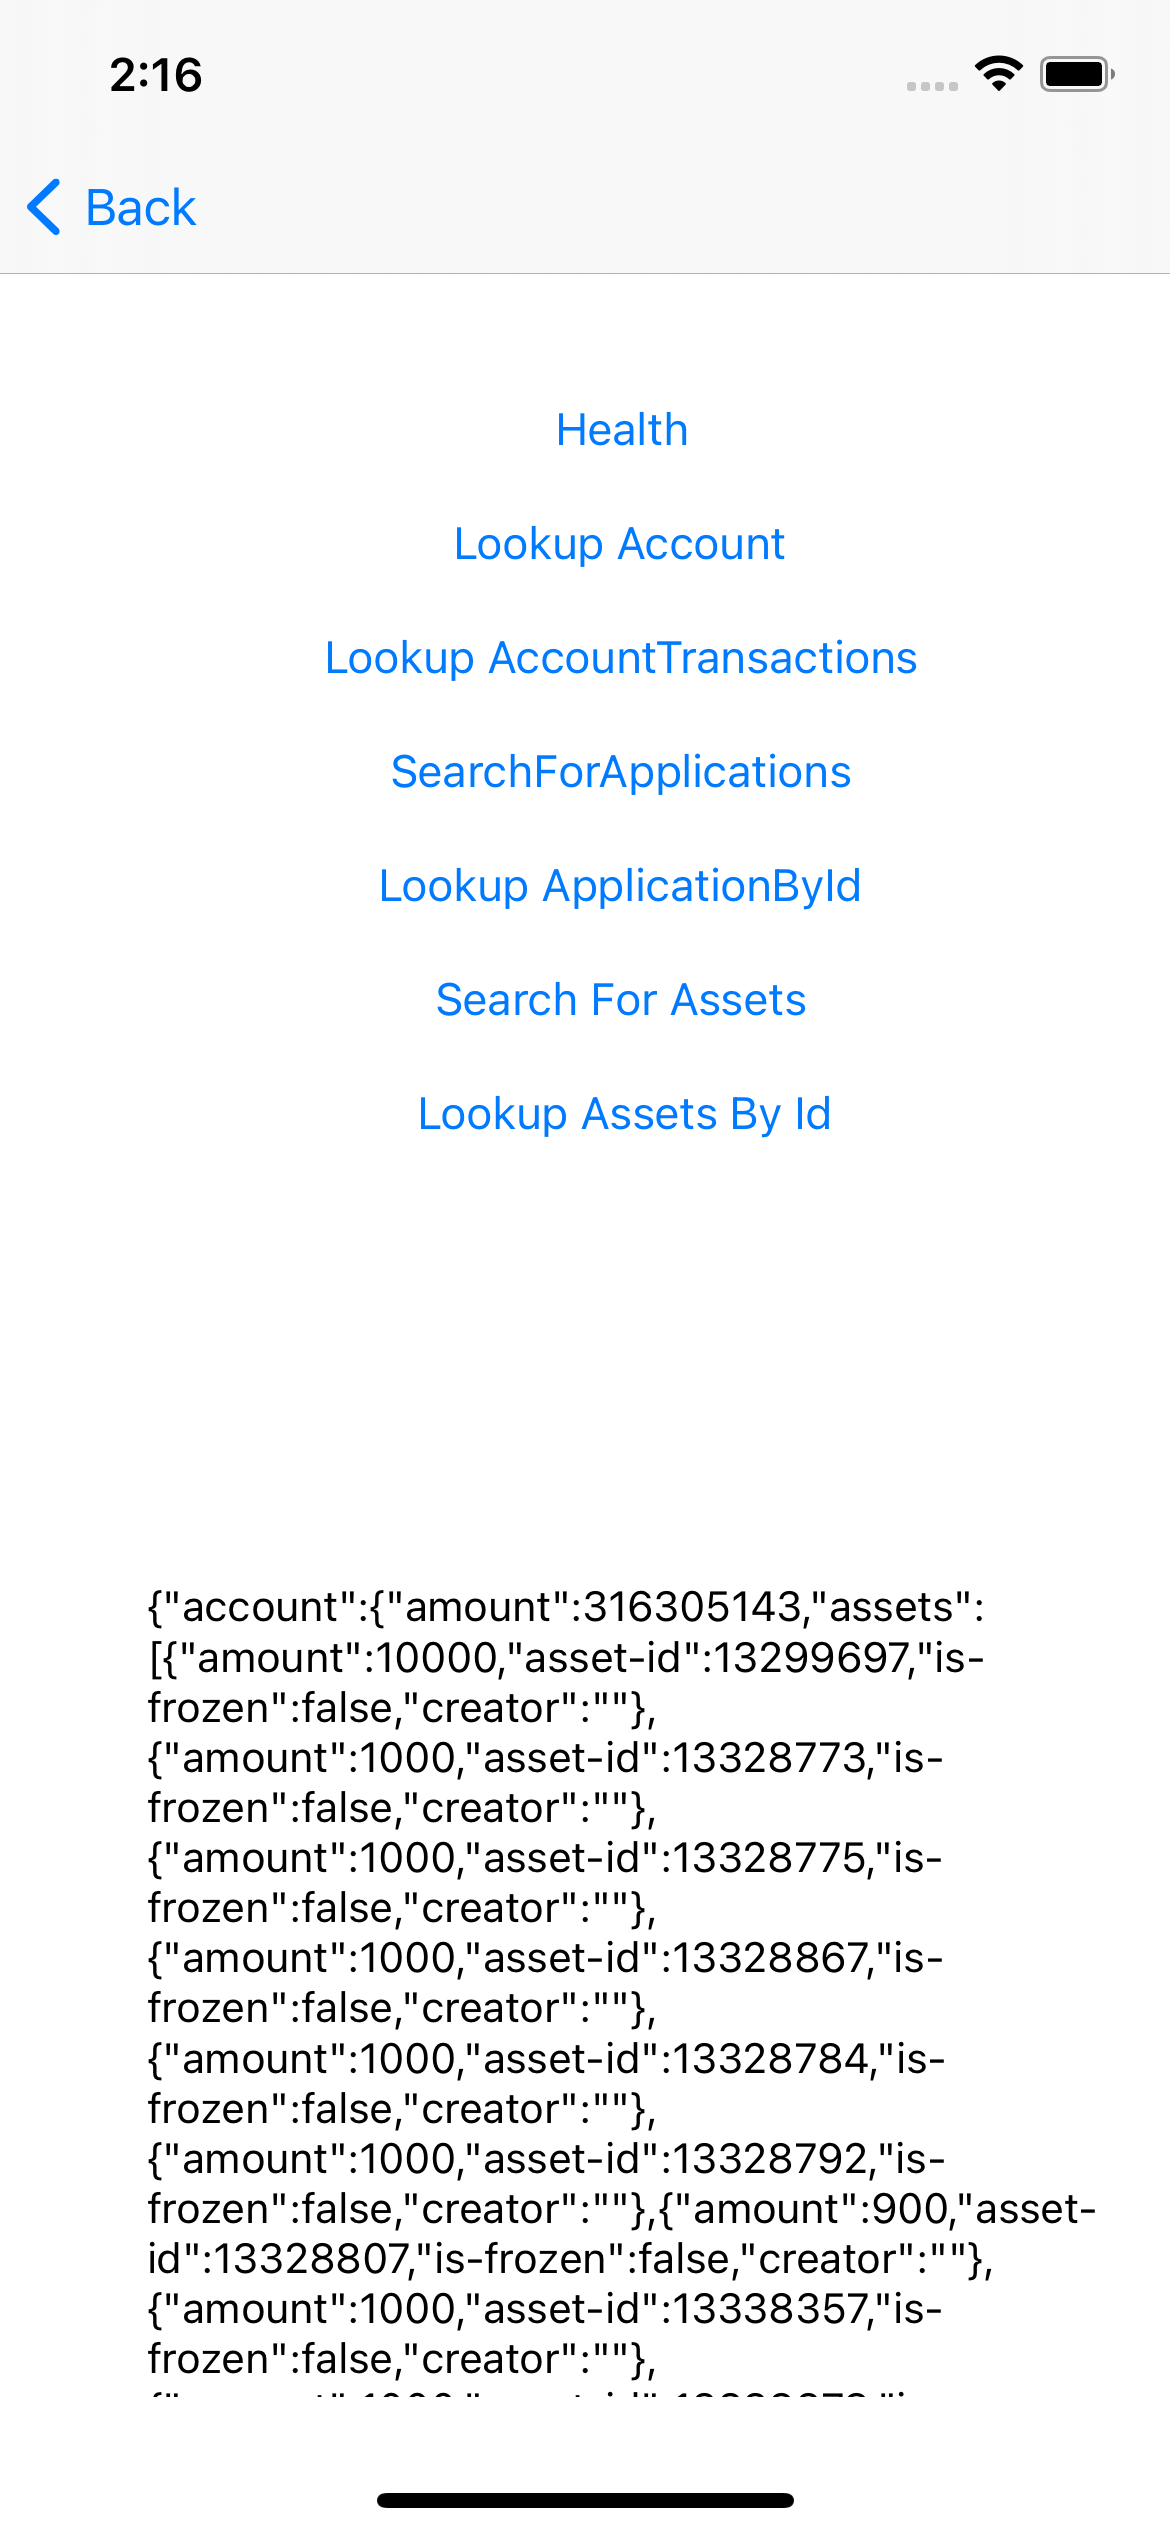 2:16
Back
Health
Lookup Account
Lookup AccountTransactions
SearchForApplications
Lookup ApplicationById
Search For Assets
Lookup Assets By Id
{"account":{"amount":316305143,"assets":
[{"amount":10000,"asset-id":13299697,"is-
frozen":false,"creator":""},
{"amount":1000,"asset-id":13328773,"is-
frozen":false,"creator":""},
{"amount":1000,"asset-id":13328775,"is-
frozen":false,"creator":""},
{"amount":1000,"asset-id":13328867,"is-
frozen":false,"creator":""},
{"amount":1000,"asset-id":13328784,"is-
frozen":false,"creator":""},
{"amount":1000,"asset-id":13328792,"is-
frozen":false,"creator":""},{"amount":900,"asset-
id":13328807,"is-frozen":false,"creator":""},
{"amount":1000,"asset-id":13338357,"is-
frozen":false,"creator":""},